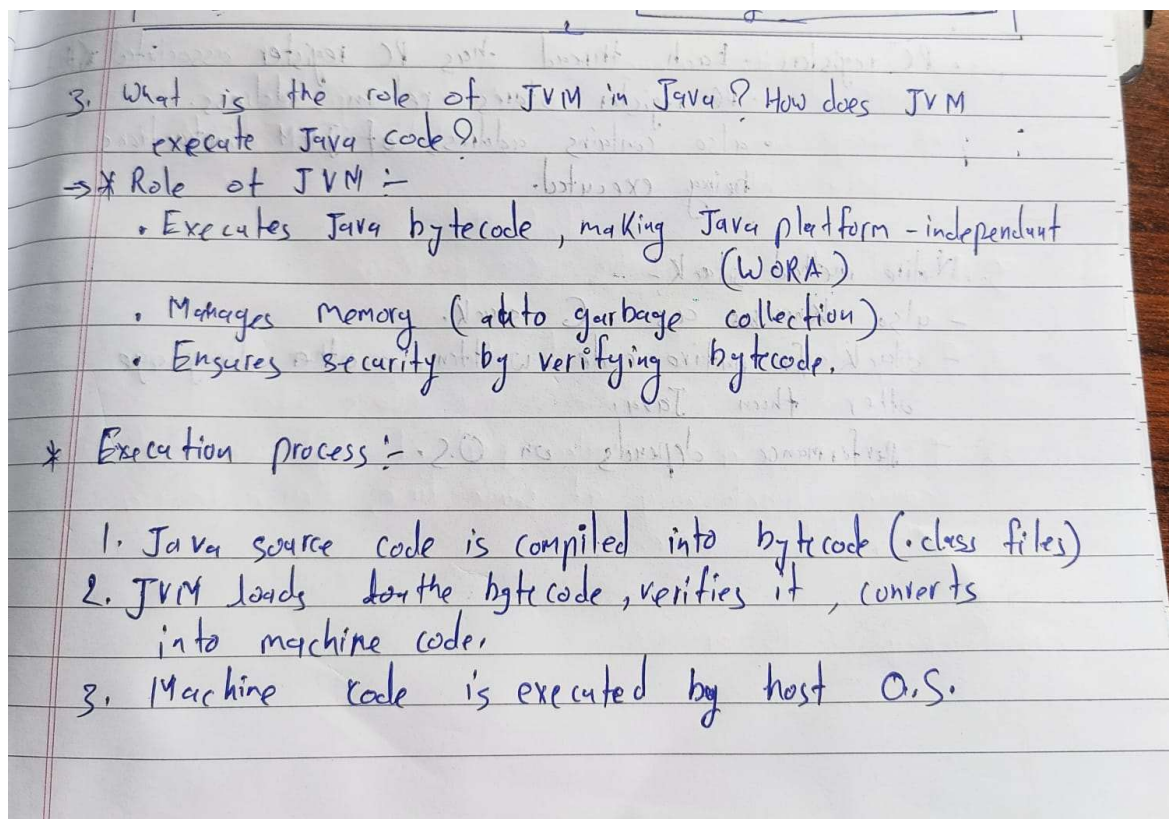 3. What is the role of JVM in Java? How does JVM
execute Java code?
→* Role of JVM :-
• Executes Java bytecode, making Java platform-independant
(WORA)
• Manages memory (auto garbage collection)
• Ensures security by verifying bytecode.
* Execution process :-
1. Java source code is compiled into bytecode (.class files)
2. JVM loads the bytecode, verifies it, converts
into machine code.
3. Machine code is executed by host O.S.